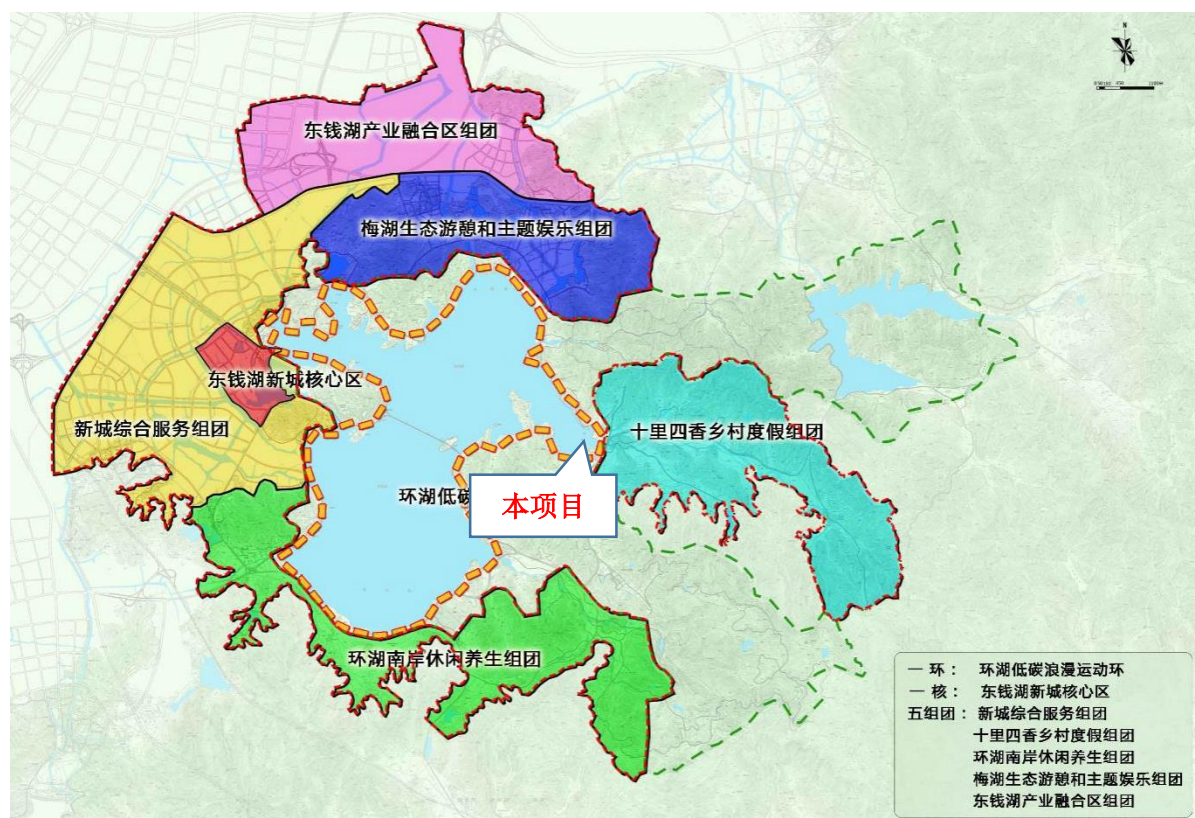 N
东钱湖产业融合区组团
梅湖生态游憩和主题娱乐组团
东钱湖新城核心区
新城综合服务组团
十里四香乡村度假组团
环湖低碳
本项目
环湖南岸休闲养生组团
一环： 环湖低碳浪漫运动环
一核： 东钱湖新城核心区
五组团： 新城综合服务组团
十里四香乡村度假组团
环湖南岸休闲养生组团
梅湖生态游憩和主题娱乐组团
东钱湖产业融合区组团